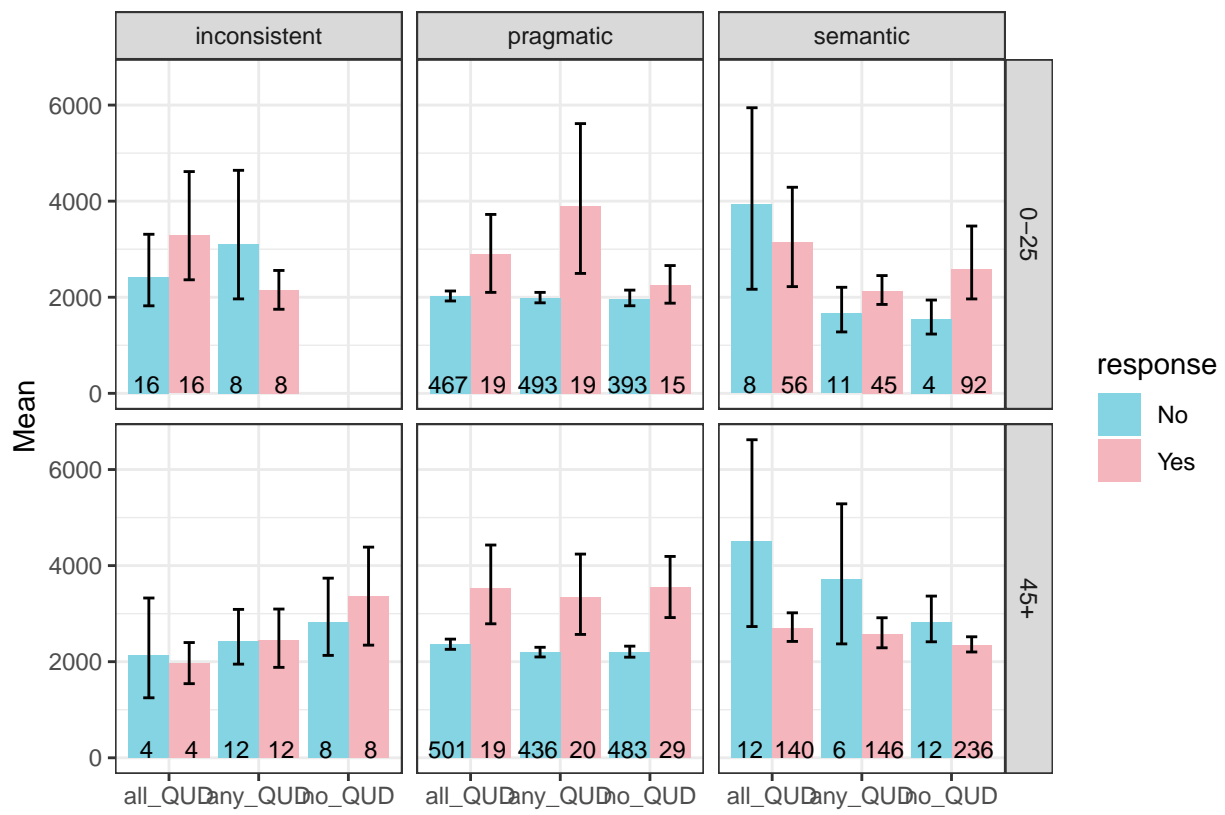 inconsistent pragmatic semantic
6000
4000
2000
0
16 16 8 8
467 19 493 19 393 15
8 56 11 45 4 92
0−25
Mean
6000
4000
2000
0
4 4 12 12 8 8
501 19 436 20 483 29
12 140 6 146 12 236
45+
all_QUD any_QUD no_QUD
all_QUD any_QUD no_QUD
all_QUD any_QUD no_QUD
response
No
Yes